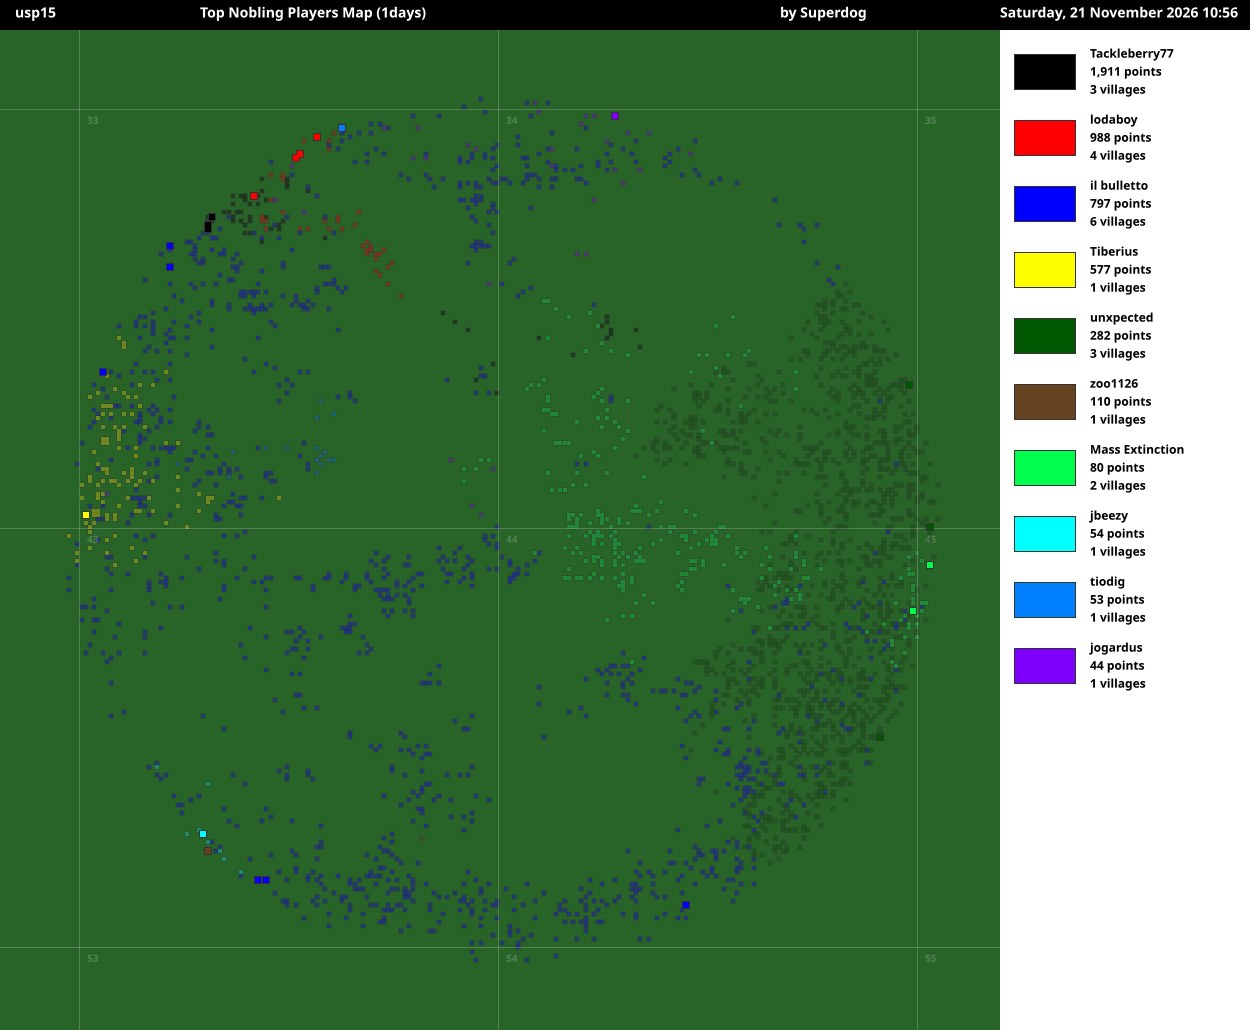 usp15
Top Nobling Players Map (1days)
by Superdog
Saturday, 21 November 2026 10:56
Tackleberry77
1,911 points
3 villages
lodaboy
988 points
4 villages
il bulletto
797 points
6 villages
Tiberius
577 points
1 villages
unxpected
282 points
3 villages
zoo1126
110 points
1 villages
Mass Extinction
80 points
2 villages
jbeezy
54 points
1 villages
tiodig
53 points
1 villages
jogardus
44 points
1 villages
33
34
35
43
44
45
53
54
55